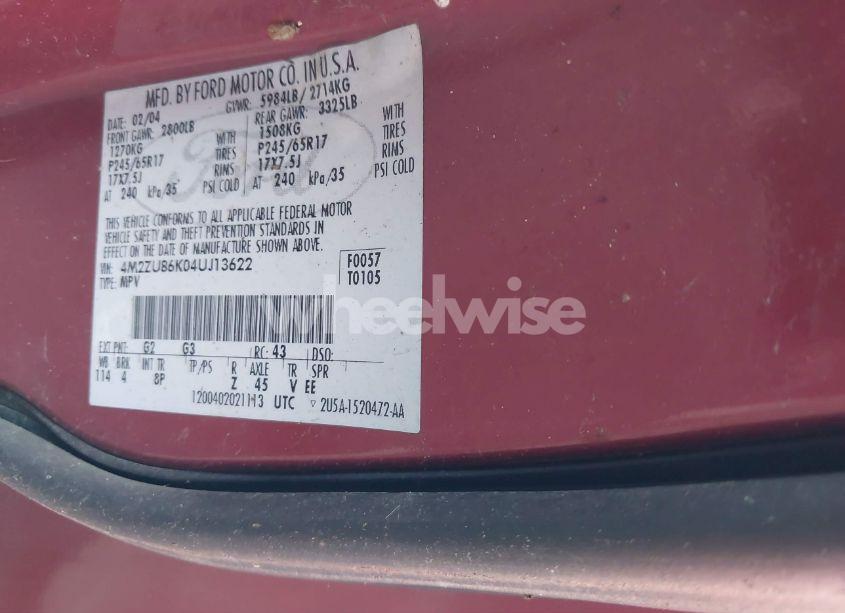 MFD. BY FORD MOTOR CO. IN U.S.A.
DATE: 02/04 GVWR: 5984LB/2714KG
FRONT GAWR: 2800LB REAR GAWR: 3325LB
1270KG WITH 1508KG WITH
P245/65R17 TIRES P245/65R17 TIRES
17X7.5J RIMS 17X7.5J RIMS
AT 240 kPa/35 PSI COLD AT 240 kPa/35 PSI COLD
THIS VEHICLE CONFORMS TO ALL APPLICABLE FEDERAL MOTOR
VEHICLE SAFETY AND THEFT PREVENTION STANDARDS IN
EFFECT ON THE DATE OF MANUFACTURE SHOWN ABOVE.
VIN: 4M2ZU86K04UJ13622 F0057
TYPE: MPV T0105
EXT PNT: G2 G3 RC: 43 DSO:
WB BRK INT TR TP/PS R AXLE TR SPR
114 4 8P Z 45 V EE
1200402021113 UTC ▽ 2U5A-1520472-AA
Ford
wheelwise